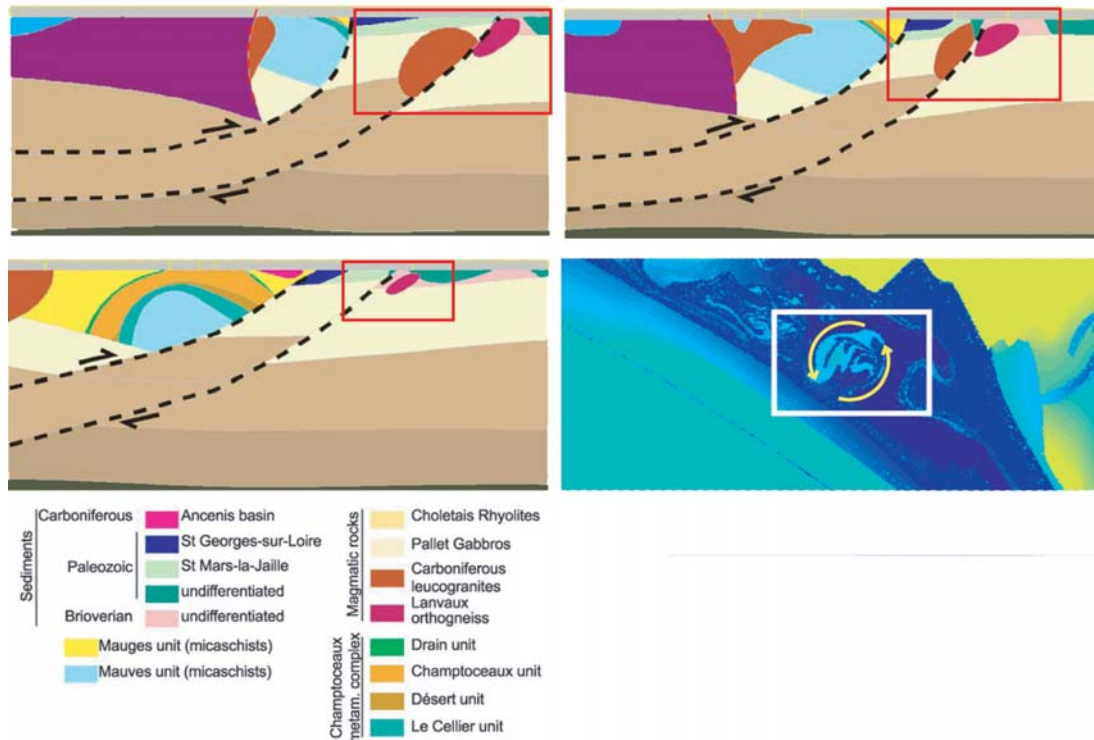 Sediments
Carboniferous
Ancenis basin
Paleozoic
St Georges-sur-Loire
St Mars-la-Jaille
undifferentiated
Brioverian
undifferentiated
Mauges unit (micaschists)
Mauves unit (micaschists)
Magmatic rocks
Choletais Rhyolites
Pallet Gabbros
Carboniferous
leucogranites
Lanvaux
orthogneiss
Champtoceaux
metam. complex
Drain unit
Champtoceaux unit
Désert unit
Le Cellier unit